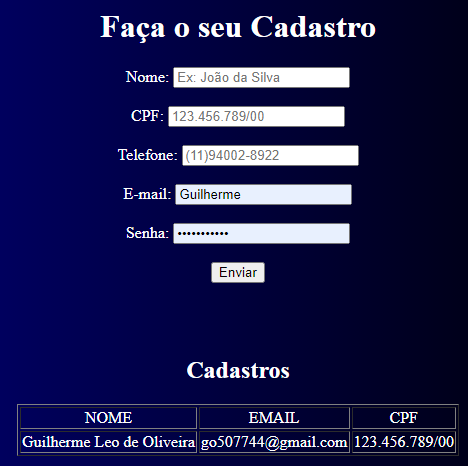 Faça o seu Cadastro
Nome: Ex: João da Silva
CPF: 123.456.789/00
Telefone: (11)94002-8922
E-mail: Guilherme
Senha: •••••••••••
Enviar
Cadastros
NOME EMAIL CPF
Guilherme Leo de Oliveira go507744@gmail.com 123.456.789/00